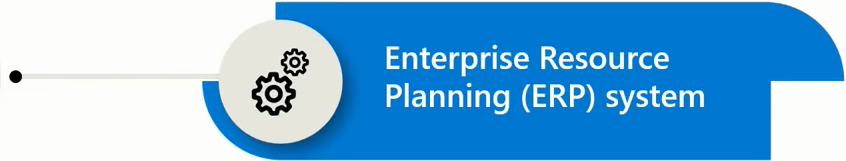 Enterprise Resource
Planning (ERP) system